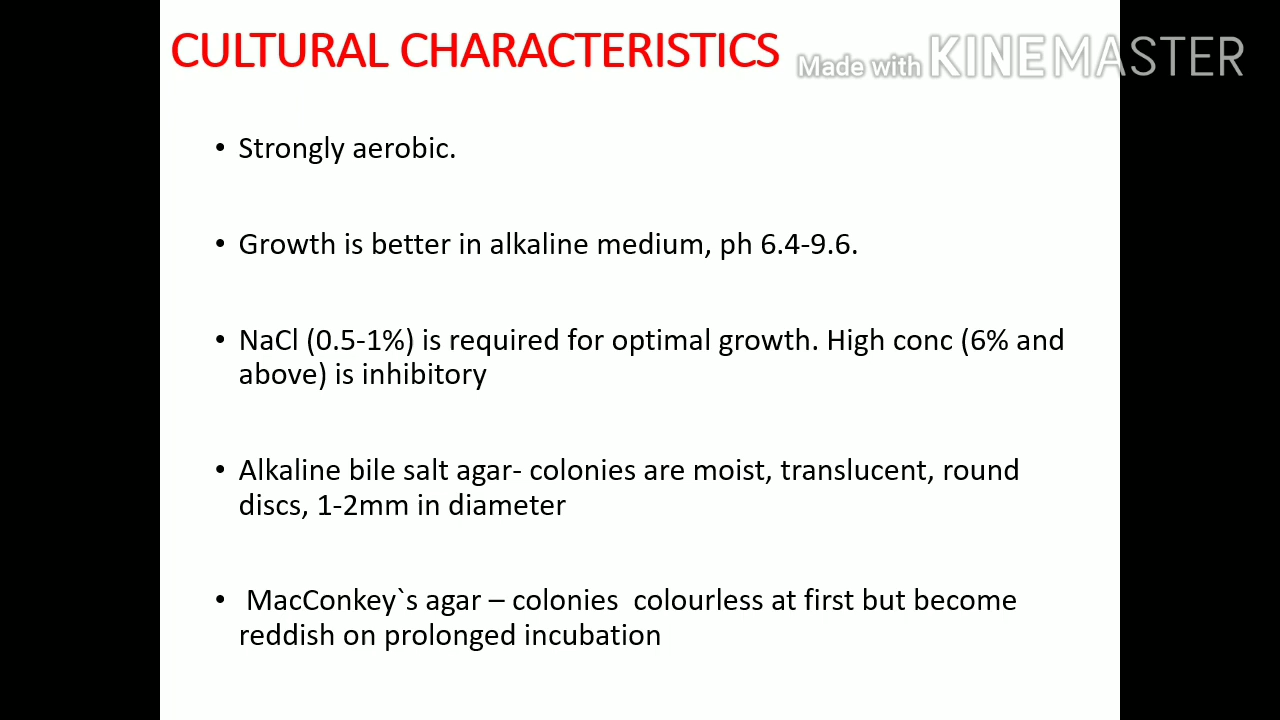 CULTURAL CHARACTERISTICS
Made with KINEMASTER
• Strongly aerobic.
• Growth is better in alkaline medium, ph 6.4-9.6.
• NaCl (0.5-1%) is required for optimal growth. High conc (6% and
above) is inhibitory
• Alkaline bile salt agar- colonies are moist, translucent, round
discs, 1-2mm in diameter
• MacConkey`s agar – colonies  colourless at first but become
reddish on prolonged incubation